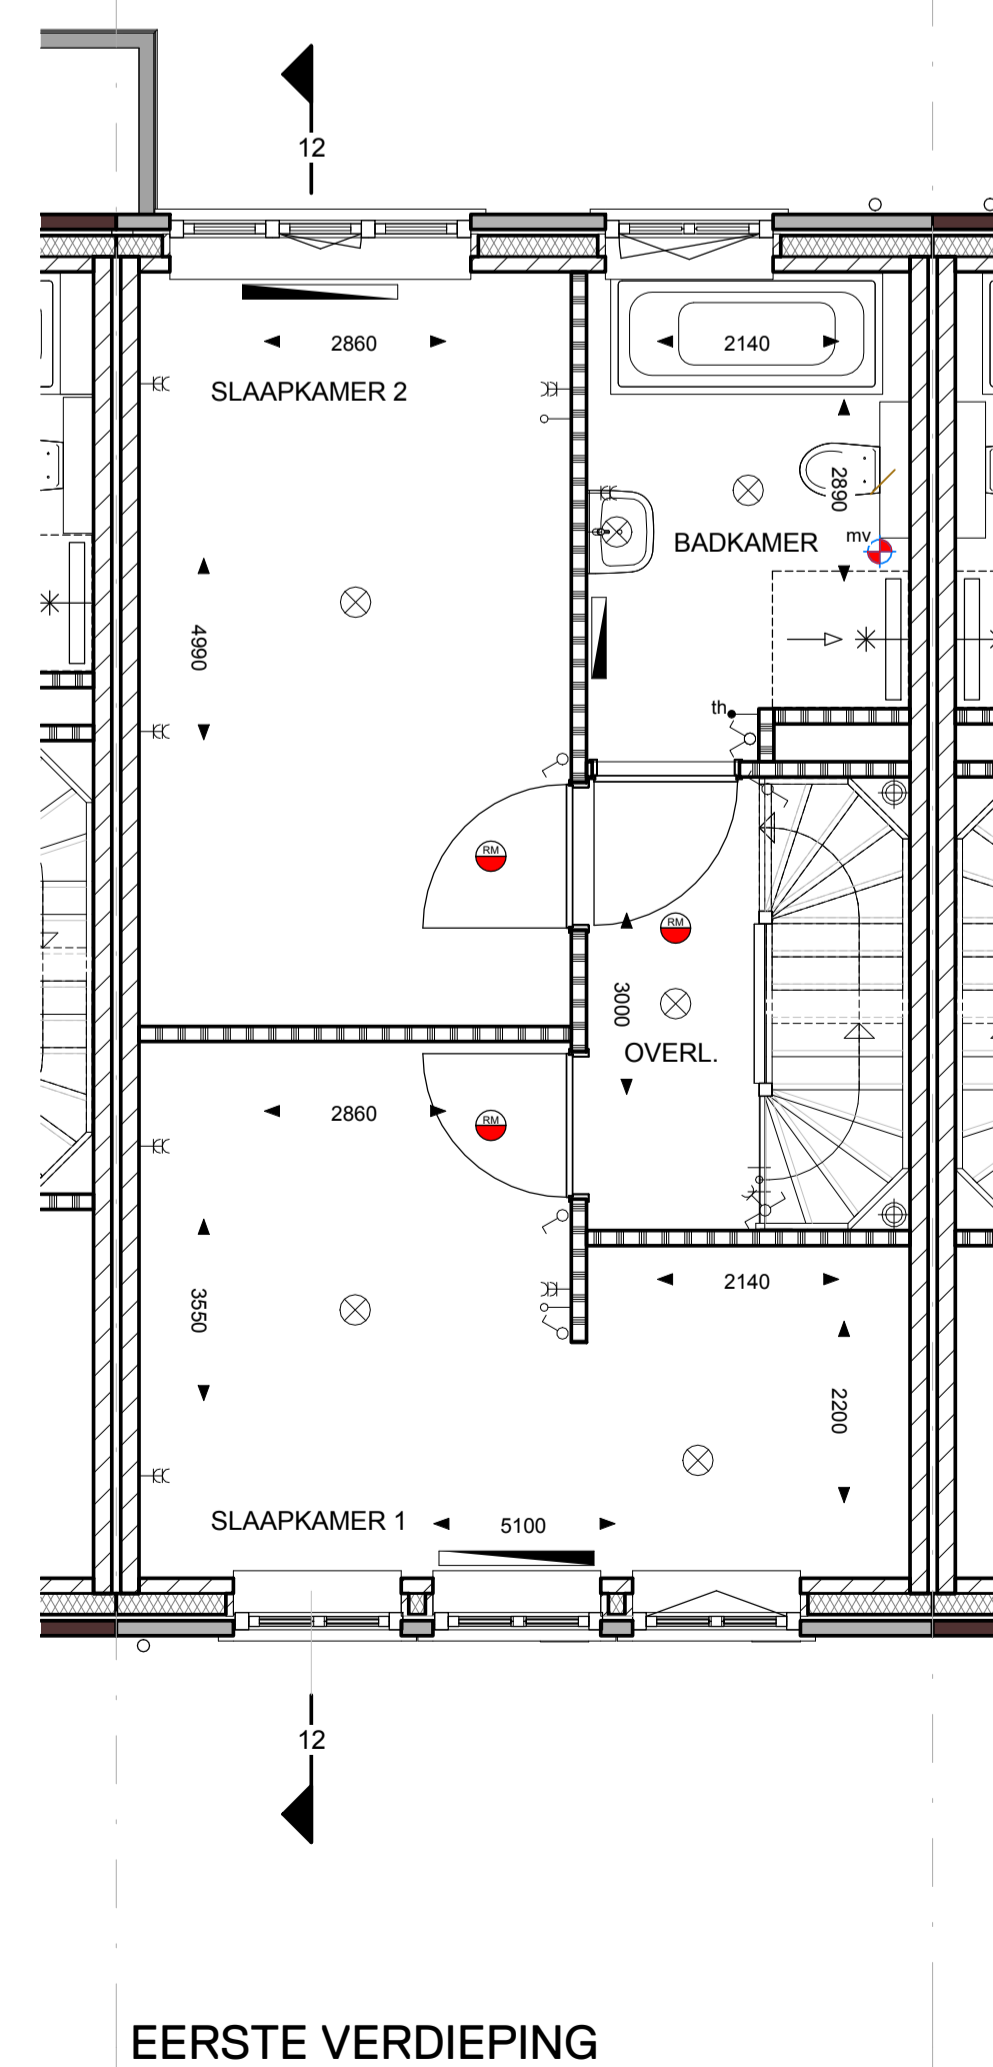 12
2860
2140
SLAAPKAMER 2
2890
BADKAMER
mv
4990
th
RM
RM
3000
OVERL.
2860
RM
2140
3550
2200
SLAAPKAMER 1
5100
12
EERSTE VERDIEPING